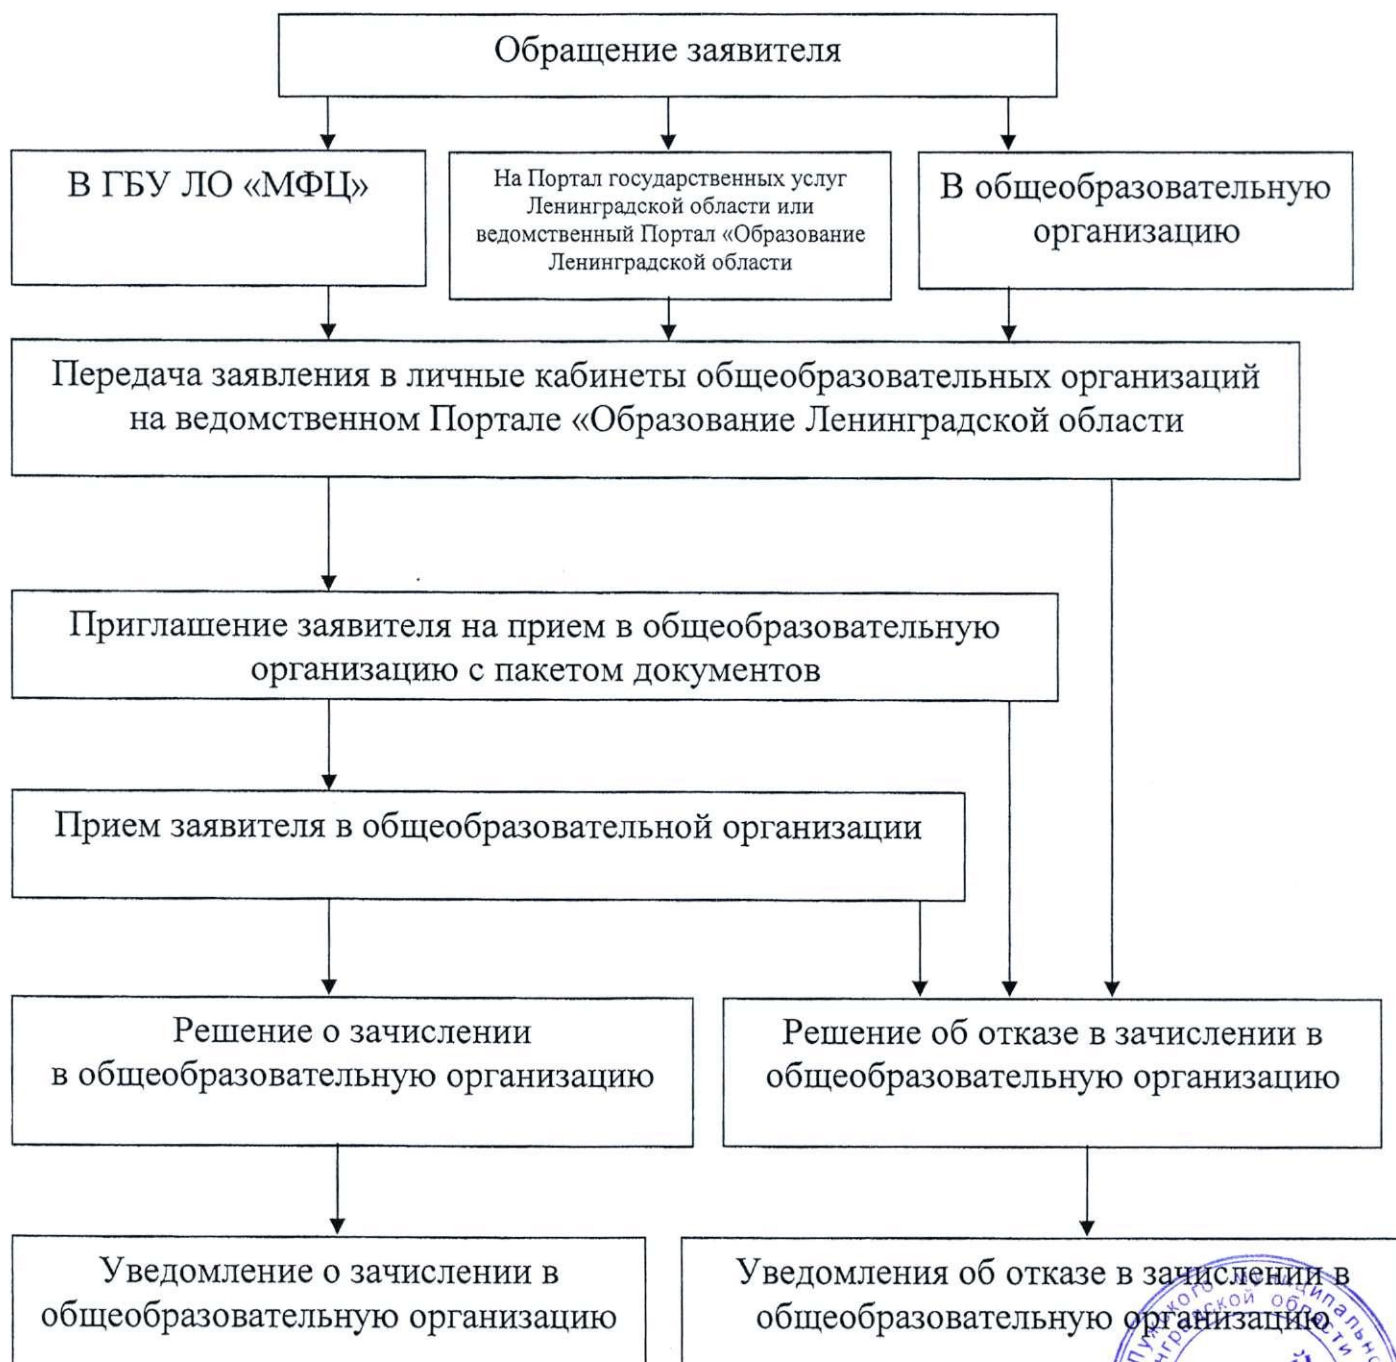 Обращение заявителя
В ГБУ ЛО «МФЦ»
На Портал государственных услуг
Ленинградской области или
ведомственный Портал «Образование
Ленинградской области
В общеобразовательную
организацию
Передача заявления в личные кабинеты общеобразовательных организаций
на ведомственном Портале «Образование Ленинградской области
Приглашение заявителя на прием в общеобразовательную
организацию с пакетом документов
Прием заявителя в общеобразовательной организации
Решение о зачислении
в общеобразовательную организацию
Решение об отказе в зачислении в
общеобразовательную организацию
Уведомление о зачислении в
общеобразовательную организацию
Уведомления об отказе в зачислении в
общеобразовательную организацию